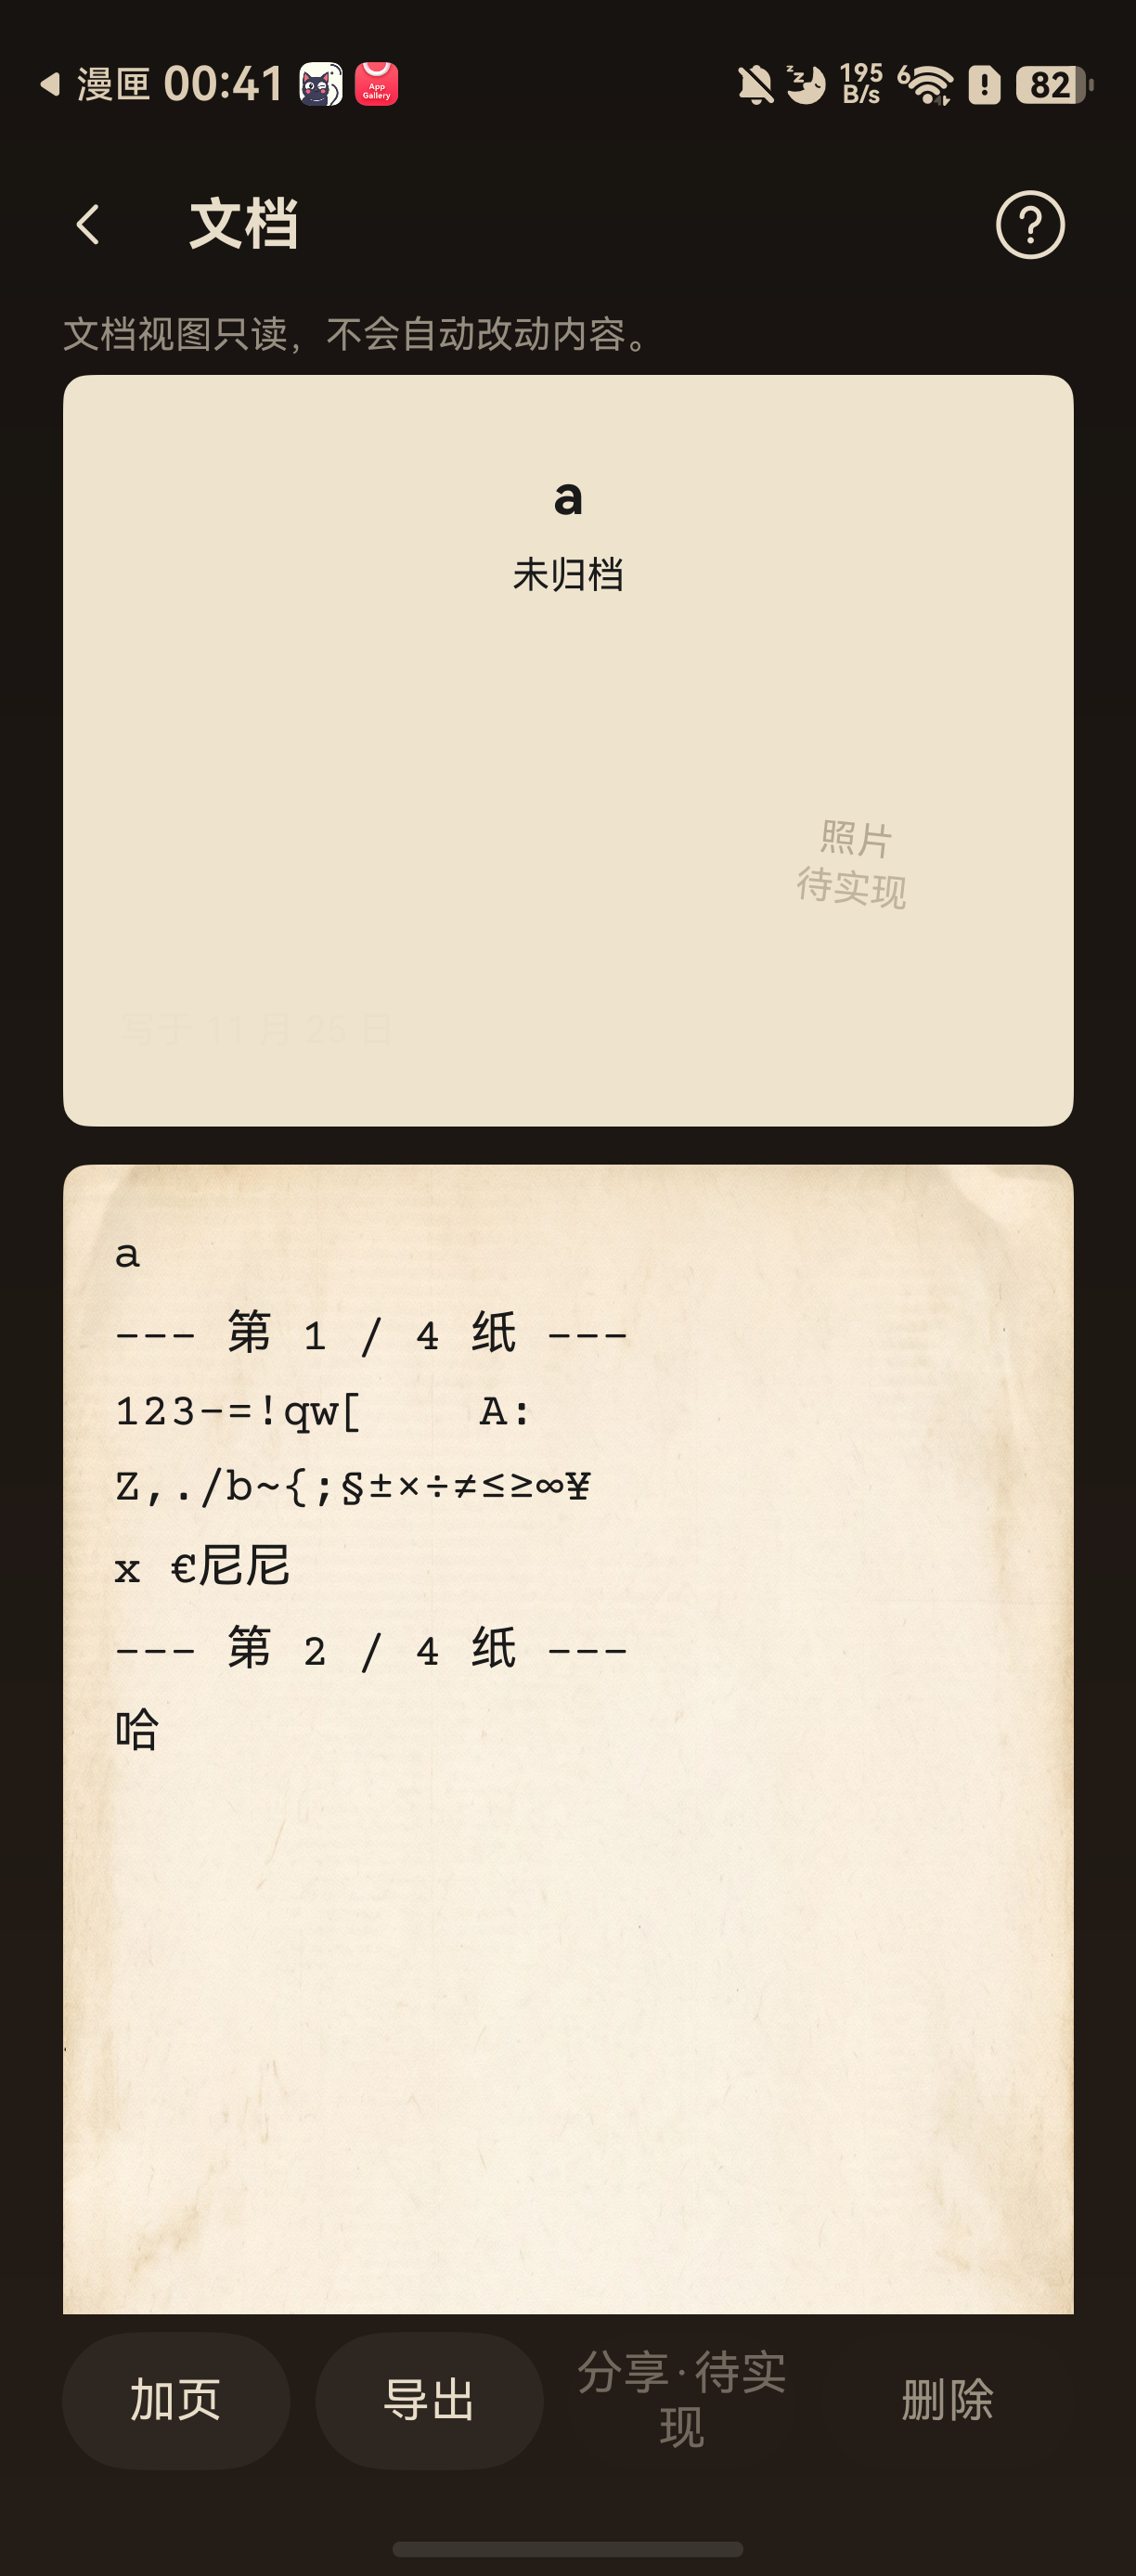 漫匣 00:41
App
Gallery
195
B/s
6
82
文档
文档视图只读，不会自动改动内容。
a
未归档
照片
待实现
写于 11 月 25 日
a
--- 第 1 / 4 纸 ---
123-=!qw[    A:
Z,./b~{;§±×÷≠≤≥∞¥
x €尼尼
--- 第 2 / 4 纸 ---
哈
加页
导出
分享·待实
现
删除